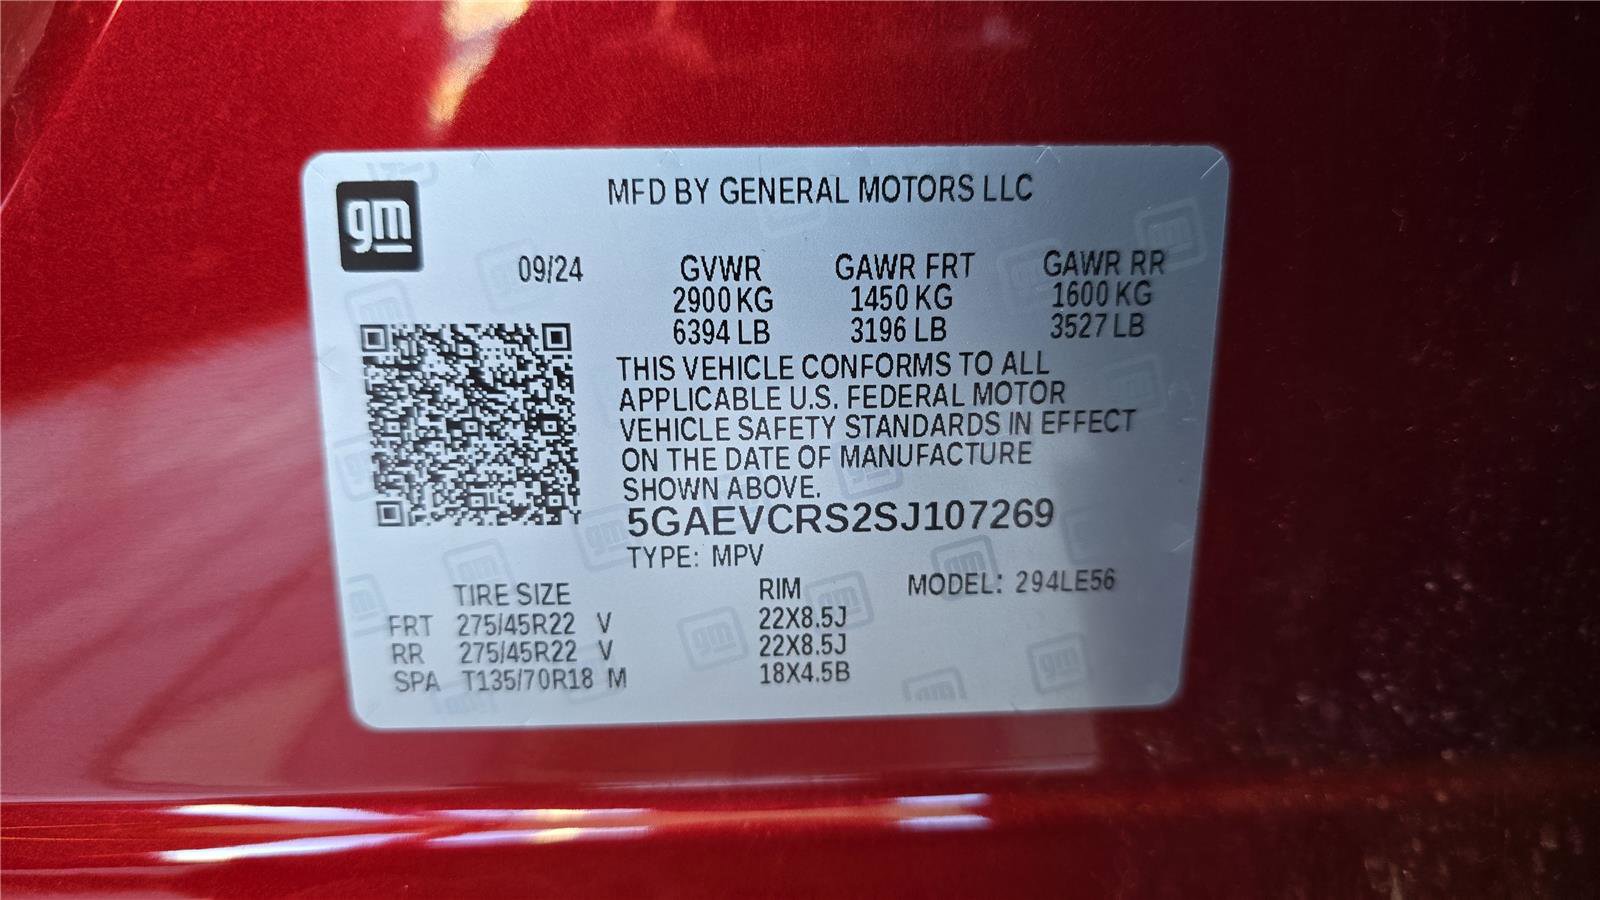 gm
MFD BY GENERAL MOTORS LLC
09/24 GVWR GAWR FRT GAWR RR
2900 KG 1450 KG 1600 KG
6394 LB 3196 LB 3527 LB
THIS VEHICLE CONFORMS TO ALL
APPLICABLE U.S. FEDERAL MOTOR
VEHICLE SAFETY STANDARDS IN EFFECT
ON THE DATE OF MANUFACTURE
SHOWN ABOVE.
5GAEVCRS2SJ107269
TYPE: MPV
TIRE SIZE RIM MODEL: 294LE56
FRT 275/45R22 V 22X8.5J
RR 275/45R22 V 22X8.5J
SPA T135/70R18 M 18X4.5B